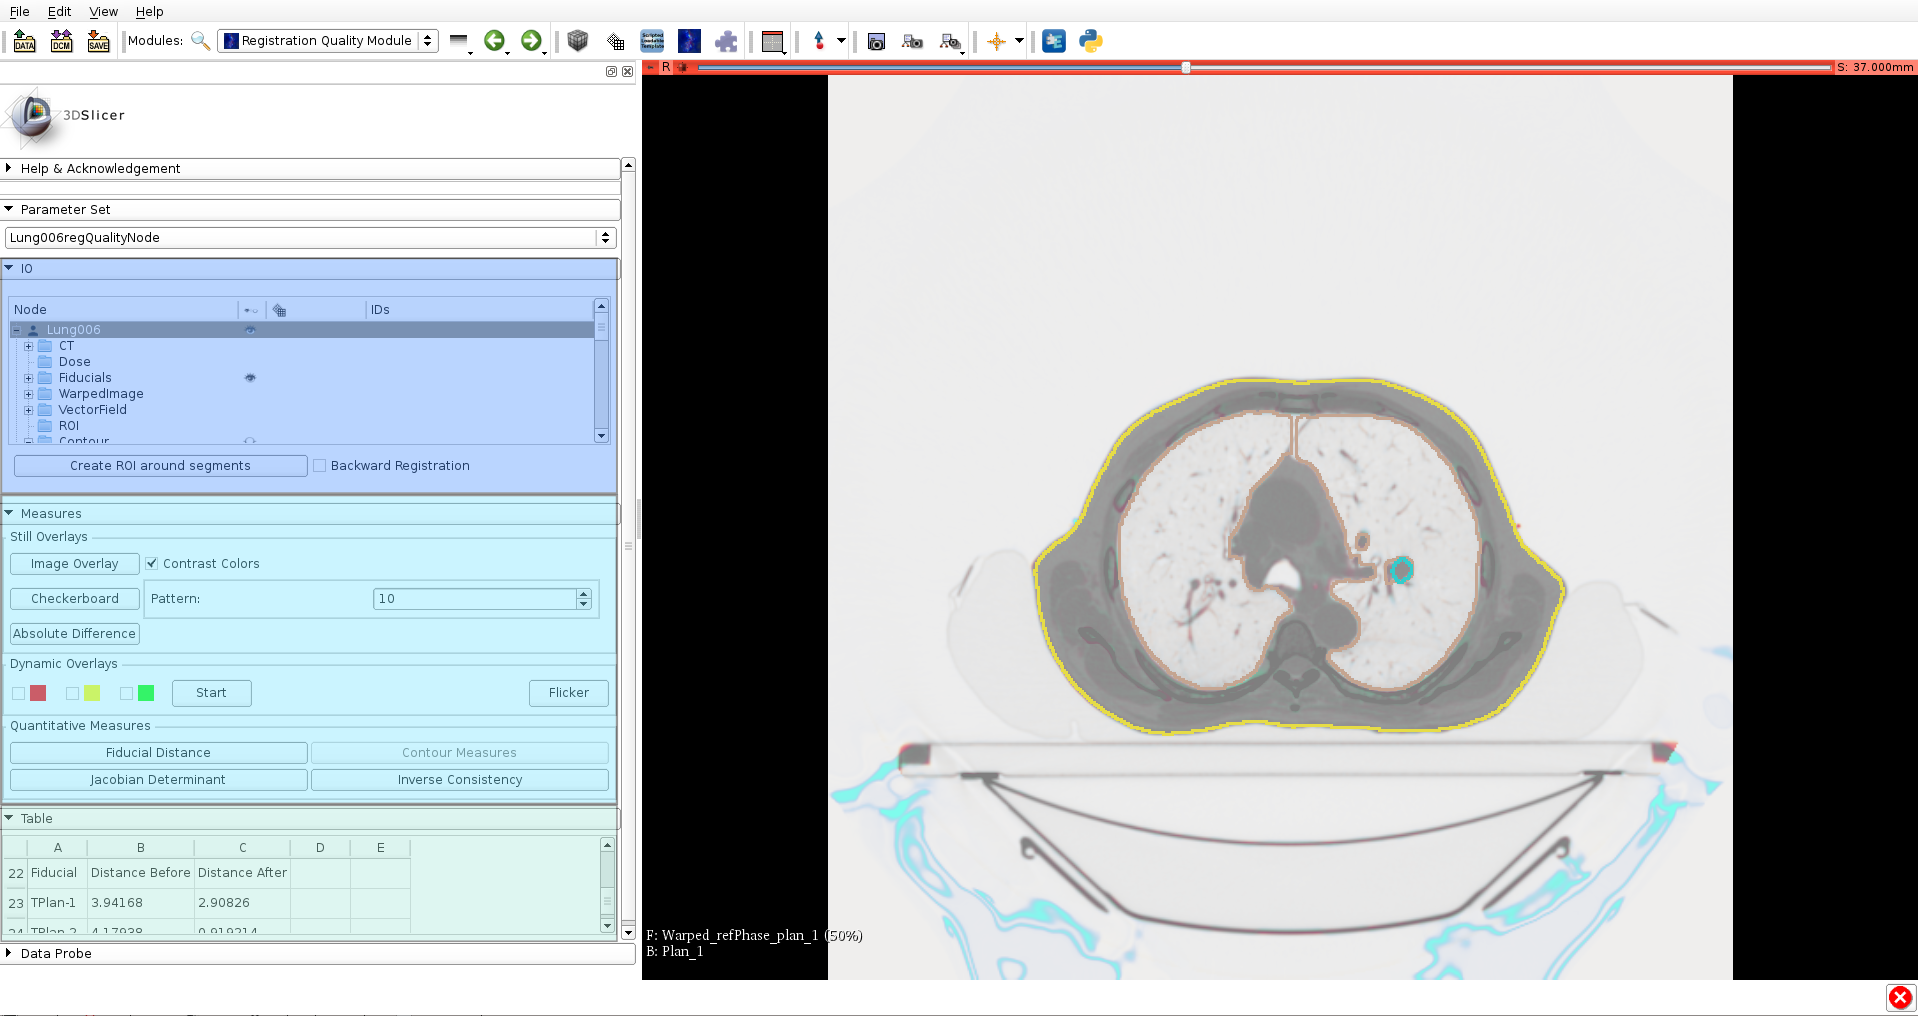 File Edit View Help
DATA DCM SAVE Modules: Registration Quality Module
R S: 37.000mm
3DSlicer
Help & Acknowledgement
Parameter Set
Lung006regQualityNode
IO
Node IDs
Lung006
CT
Dose
Fiducials
WarpedImage
VectorField
ROI
Contour
Create ROI around segments Backward Registration
Measures
Still Overlays
Image Overlay Contrast Colors
Checkerboard Pattern: 10
Absolute Difference
Dynamic Overlays
Start Flicker
Quantitative Measures
Fiducial Distance Contour Measures
Jacobian Determinant Inverse Consistency
Table
A B C D E
22 Fiducial Distance Before Distance After
23 TPlan-1 3.94168 2.90826
24 TPlan-2 4.17938 0.919214
Data Probe
F: Warped_refPhase_plan_1 (50%)
B: Plan_1